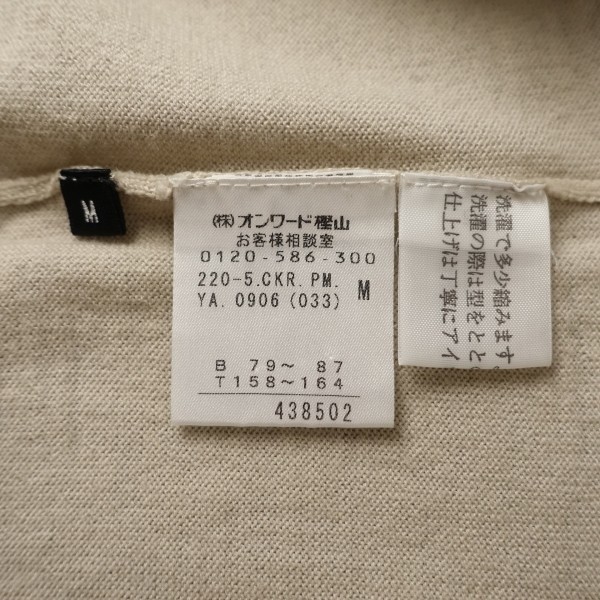 M
(株)オンワード樫山
お客様相談室
0120-586-300
220-5.CKR.PM.
YA.0906(033) M
B 79～ 87
T158～164
438502
洗濯で多少縮みます。
洗濯の際は型をとと
仕上げは丁寧にアイ